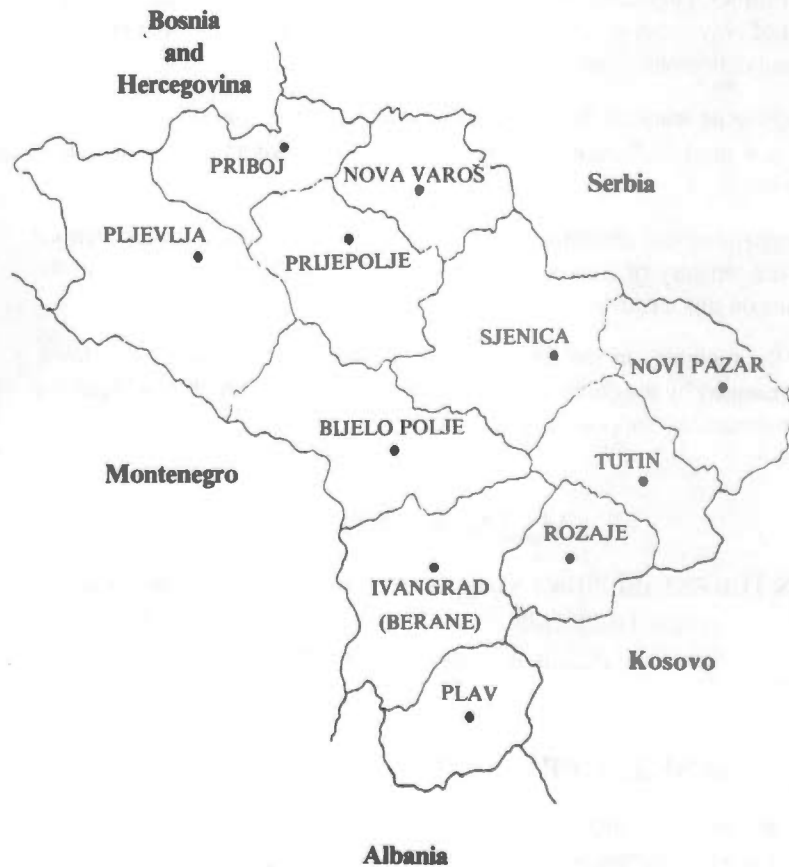 Bosnia
and
Hercegovina
PRIBOJ
NOVA VAROŠ
Serbia
PLJEVLJA
PRIJEPOLJE
SJENICA
NOVI PAZAR
BIJELO POLJE
Montenegro
TUTIN
ROZAJE
IVANGRAD
(BERANE)
Kosovo
PLAV
Albania